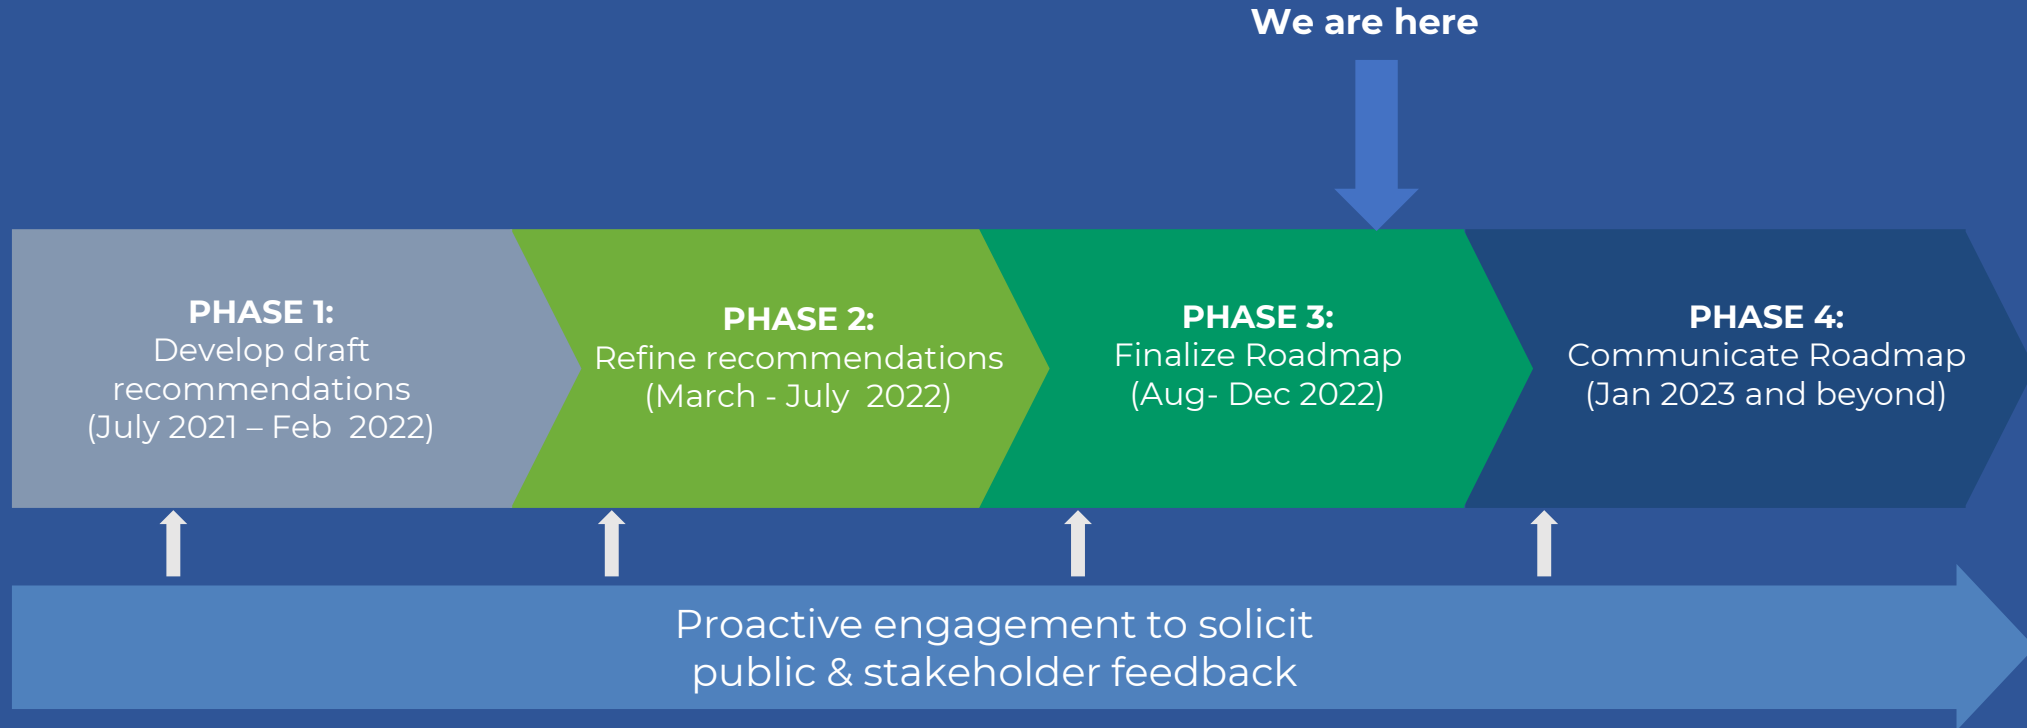 We are here
PHASE 1:
Develop draft
recommendations
(July 2021 – Feb  2022)
PHASE 2:
Refine recommendations
(March - July  2022)
PHASE 3:
Finalize Roadmap
(Aug- Dec 2022)
PHASE 4:
Communicate Roadmap
(Jan 2023 and beyond)
Proactive engagement to solicit
public & stakeholder feedback